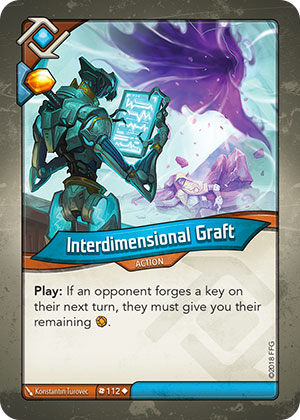 Interdimensional Graft
ACTION
Play: If an opponent forges a key on
their next turn, they must give you their
remaining .
Konstantin Turovec
112
©2018 FFG